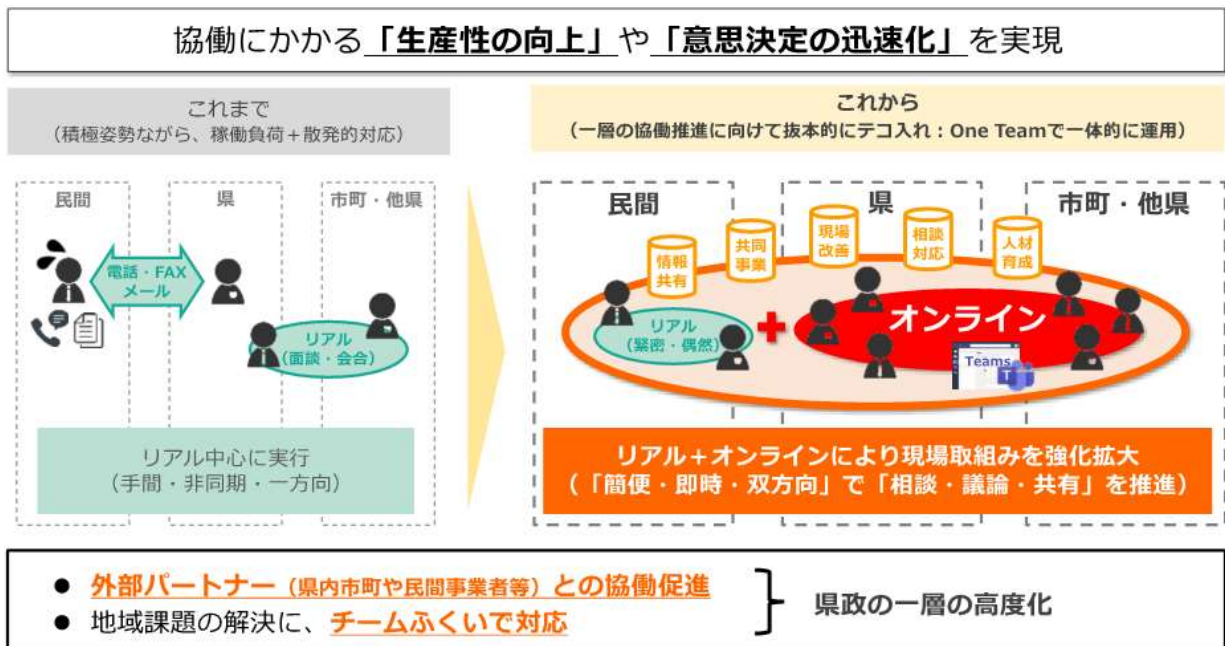 協働にかかる「生産性の向上」や「意思決定の迅速化」を実現
これまで
（積極姿勢ながら、稼働負荷＋散発的対応）
民間
県
市町・他県
電話・FAX
メール
リアル
（面談・会合）
リアル中心に実行
（手間・非同期・一方向）
これから
（一層の協働推進に向けて抜本的にテコ入れ：One Teamで一体的に運用）
民間
県
市町・他県
情報
共有
共同
事業
現場
改善
相談
対応
人材
育成
リアル
（緊密・偶然）
オンライン
Teams
T
リアル＋オンラインにより現場取組みを強化拡大
（「簡便・即時・双方向」で「相談・議論・共有」を推進）
● 外部パートナー（県内市町や民間事業者等）との協働促進
● 地域課題の解決に、チームふくいで対応
県政の一層の高度化